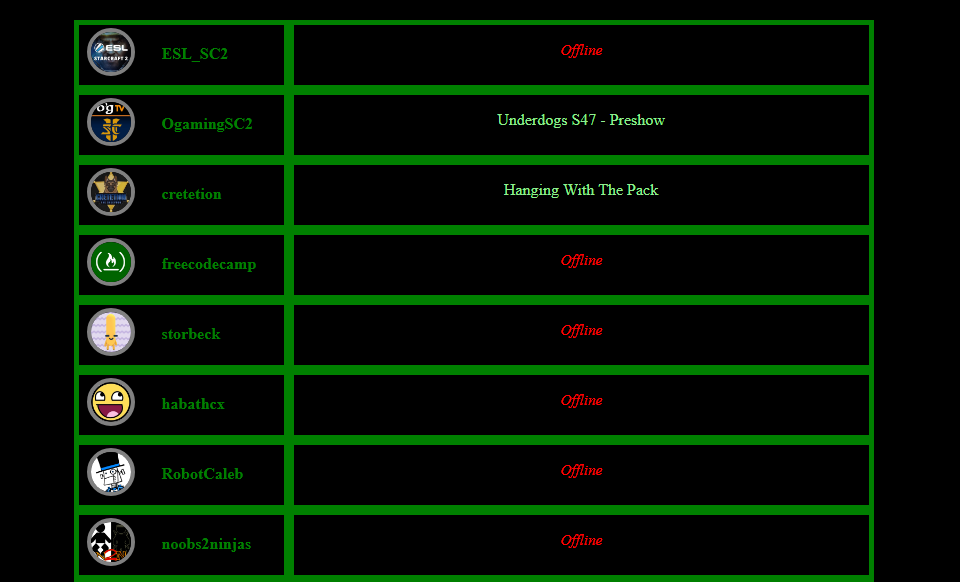 ESL
STARCRAFT 2
ESL_SC2
Offline
ogTV
OgamingSC2
Underdogs S47 - Preshow
cretetion
Hanging With The Pack
freecodecamp
Offline
storbeck
Offline
habathcx
Offline
RobotCaleb
Offline
noobs2ninjas
Offline